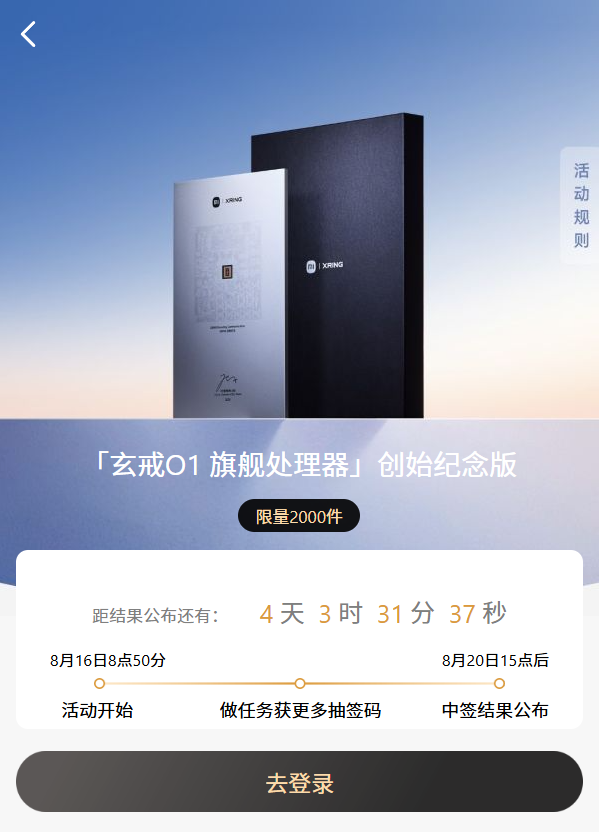 活动规则
XRING
XRING
「玄戒O1 旗舰处理器」创始纪念版
限量2000件
距结果公布还有： 4 天 3 时 31 分 37 秒
8月16日8点50分 8月20日15点后
活动开始 做任务获更多抽签码 中签结果公布
去登录